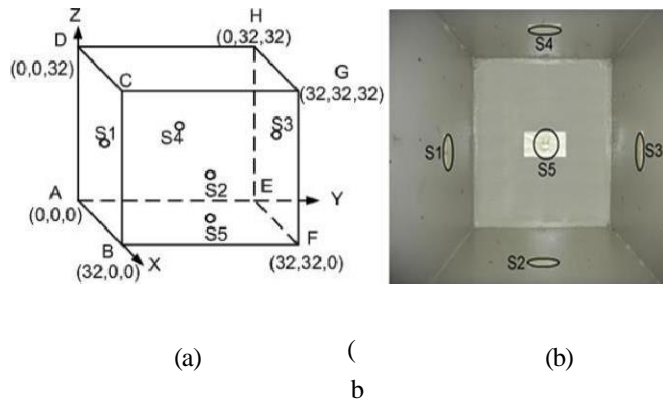 Z
D
(0,0,32)
H
(0,32,32)
C
G
(32,32,32)
S1
S4
S3
S2
A
(0,0,0)
E
Y
S5
B
(32,0,0)
X
F
(32,32,0)
S4
S1
S5
S3
S2
(a)
(
b
(b)